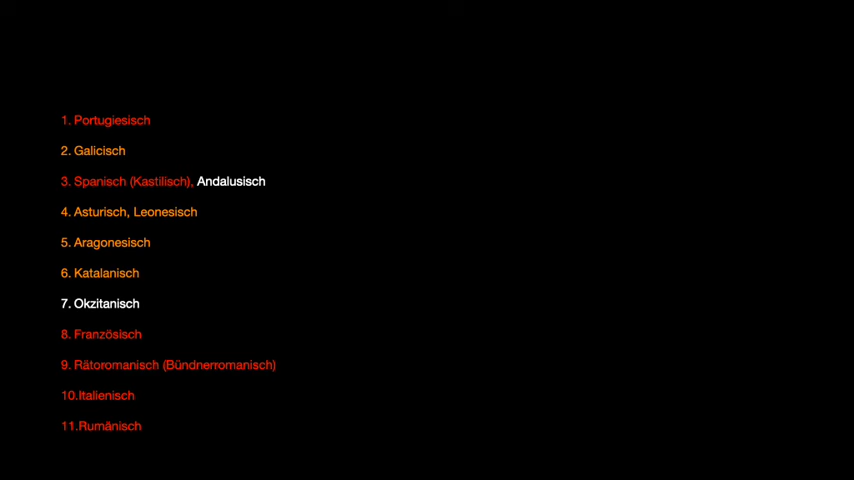 1. Portugiesisch
2. Galicisch
3. Spanisch (Kastilisch), Andalusisch
4. Asturisch, Leonesisch
5. Aragonesisch
6. Katalanisch
7. Okzitanisch
8. Französisch
9. Rätoromanisch (Bündnerromanisch)
10.Italienisch
11.Rumänisch